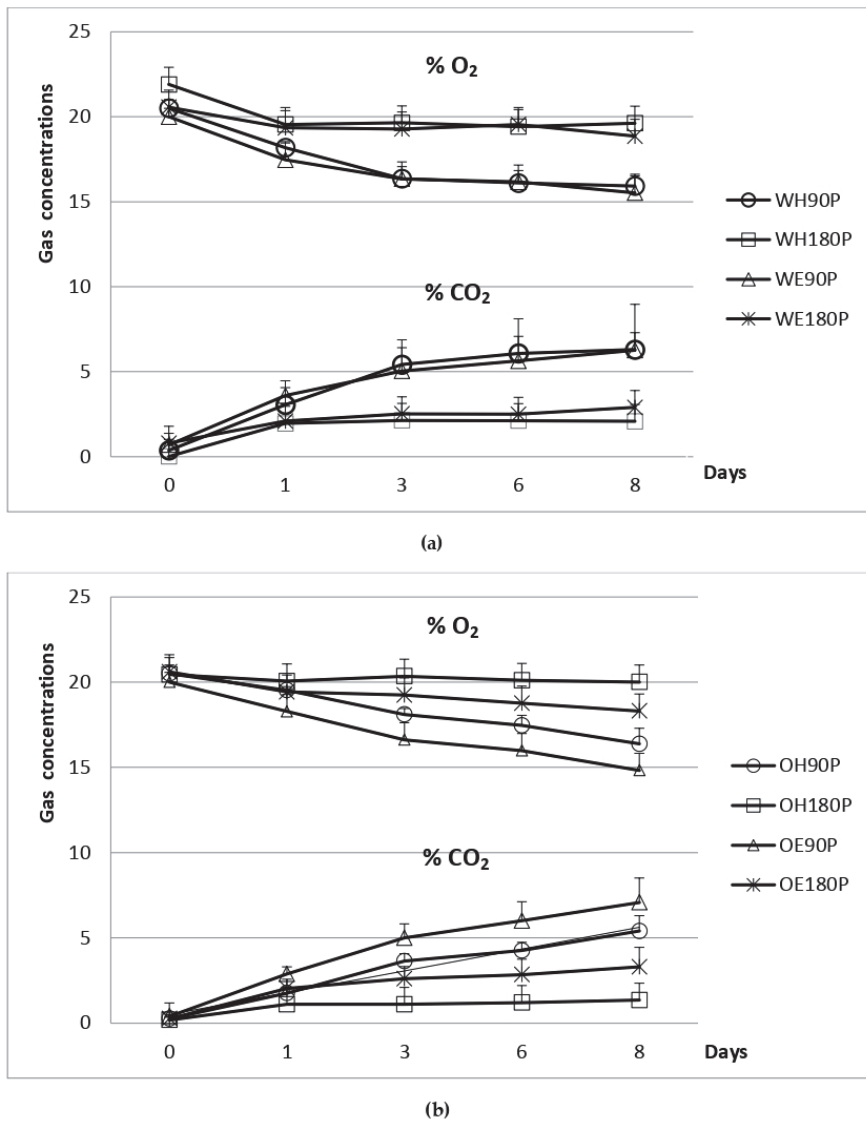 25
% O₂
20
15
Gas concentrations
10
% CO₂
5
0
0 1 3 6 8 Days
WH90P
WH180P
WE90P
WE180P
(a)
25
% O₂
20
15
Gas concentrations
10
% CO₂
5
0
0 1 3 6 8 Days
OH90P
OH180P
OE90P
OE180P
(b)